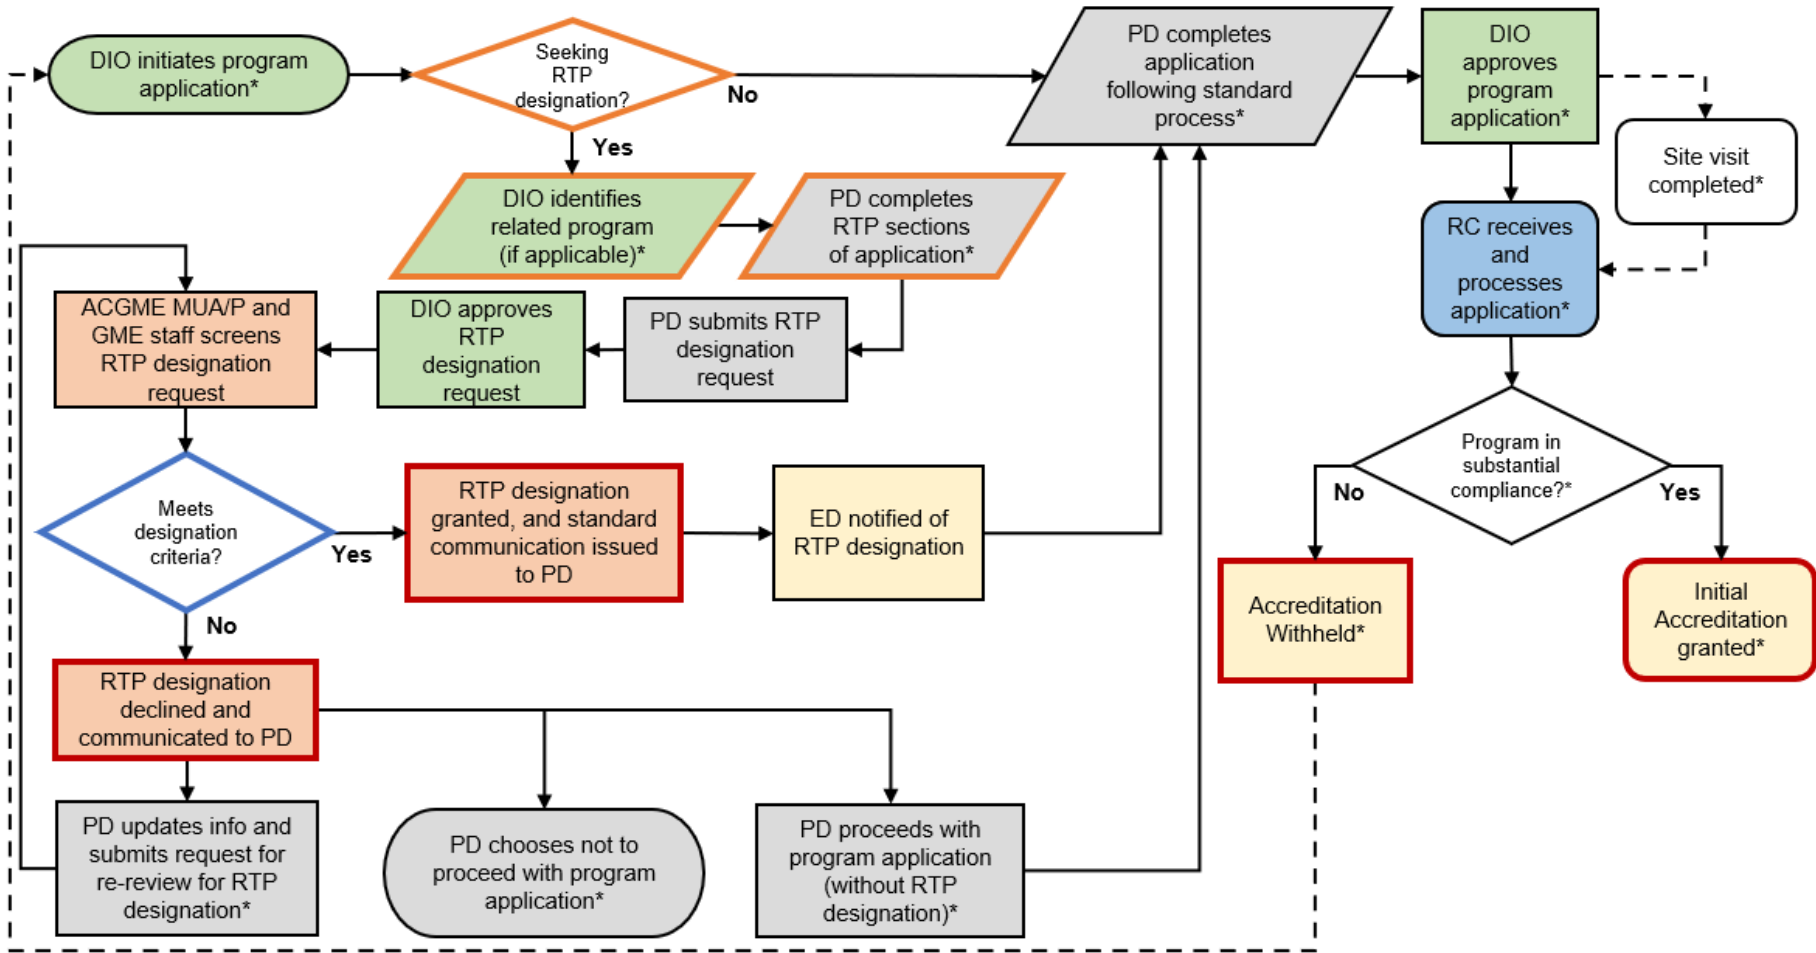 DIO initiates program
application*
Seeking
RTP
designation?
No
Yes
PD completes
application
following standard
process*
DIO
approves
program
application*
Site visit
completed*
DIO identifies
related program
(if applicable)*
PD completes
RTP sections
of application*
RC receives
and
processes
application*
ACGME MUA/P and
GME staff screens
RTP designation
request
DIO approves
RTP
designation
request
PD submits RTP
designation
request
Program in
substantial
compliance?*
No
Yes
Meets
designation
criteria?
Yes
No
RTP designation
granted, and standard
communication issued
to PD
ED notified of
RTP designation
Accreditation
Withheld*
Initial
Accreditation
granted*
RTP designation
declined and
communicated to PD
PD updates info and
submits request for
re-review for RTP
designation*
PD chooses not to
proceed with program
application*
PD proceeds with
program application
(without RTP
designation)*